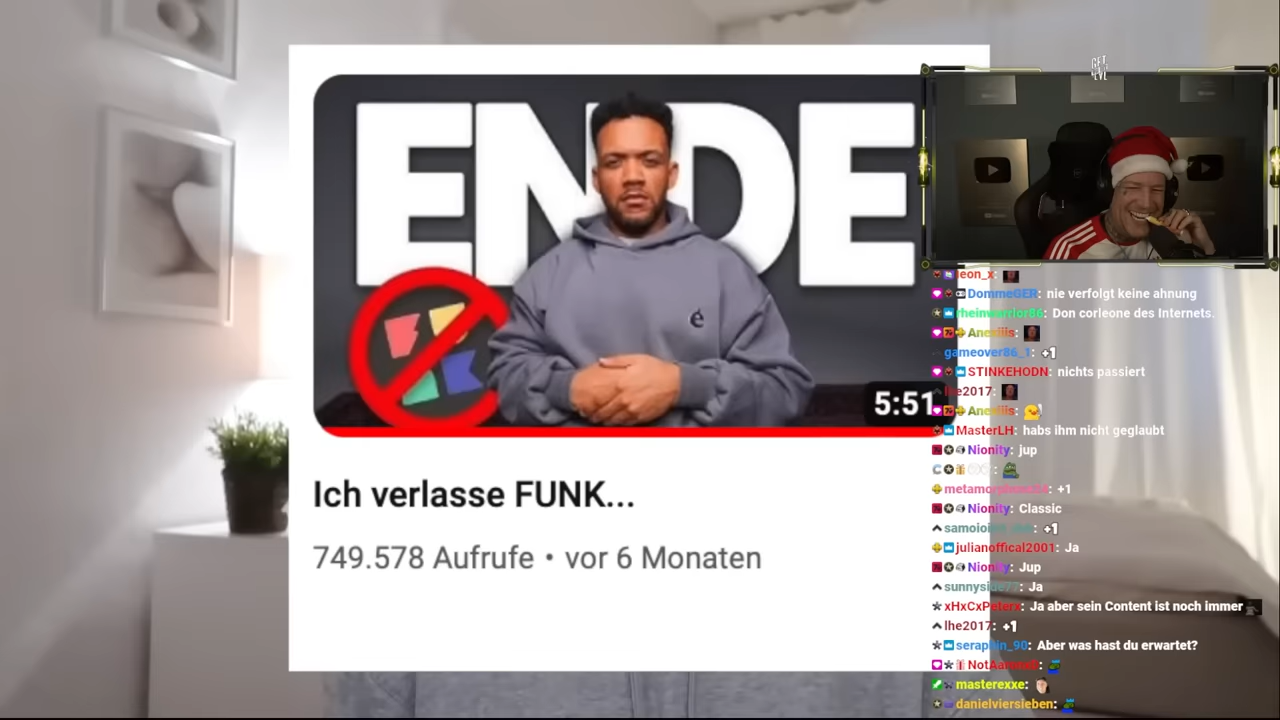 ENDE
5:51
Ich verlasse FUNK...
749.578 Aufrufe • vor 6 Monaten
leon_x:
DommeGER: nie verfolgt keine ahnung
Don corleone des Internets.
gameover86_1: +1
STINKEHODN: nichts passiert
lhe2017:
MasterLH: habs ihm nicht geglaubt
Nionity: jup
+1
Nionity: Classic
+1
julianoffical2001: Ja
Nionity: Jup
Ja
Ja aber sein Content ist noch immer
lhe2017: +1
seraphin_90: Aber was hast du erwartet?
masterexxe:
danielviersieben: